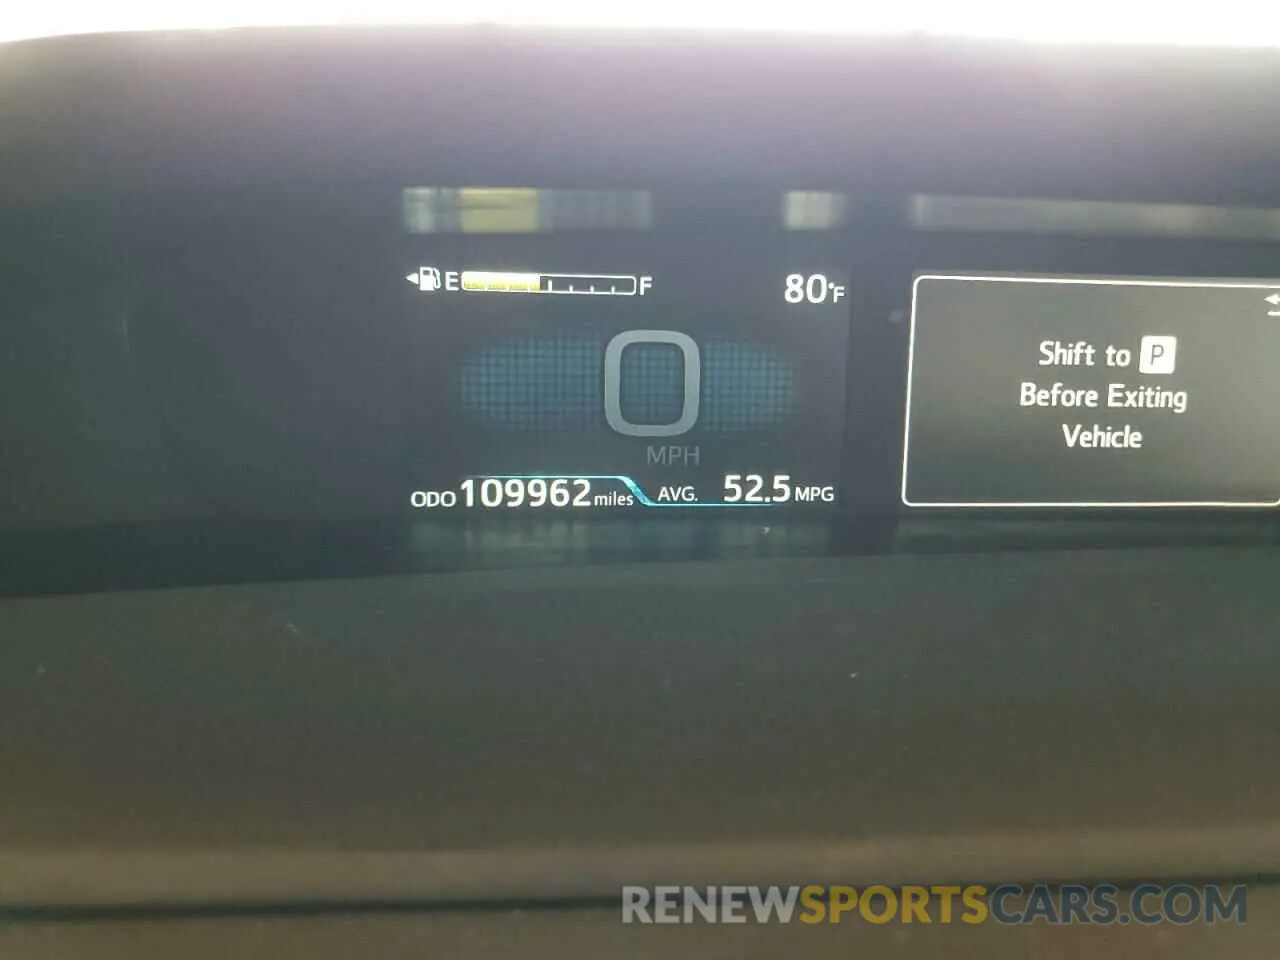 E F 80°F
0
MPH
ODO 109962 miles AVG. 52.5 MPG
Shift to P
Before Exiting
Vehicle
RENEWSPORTSCARS.COM